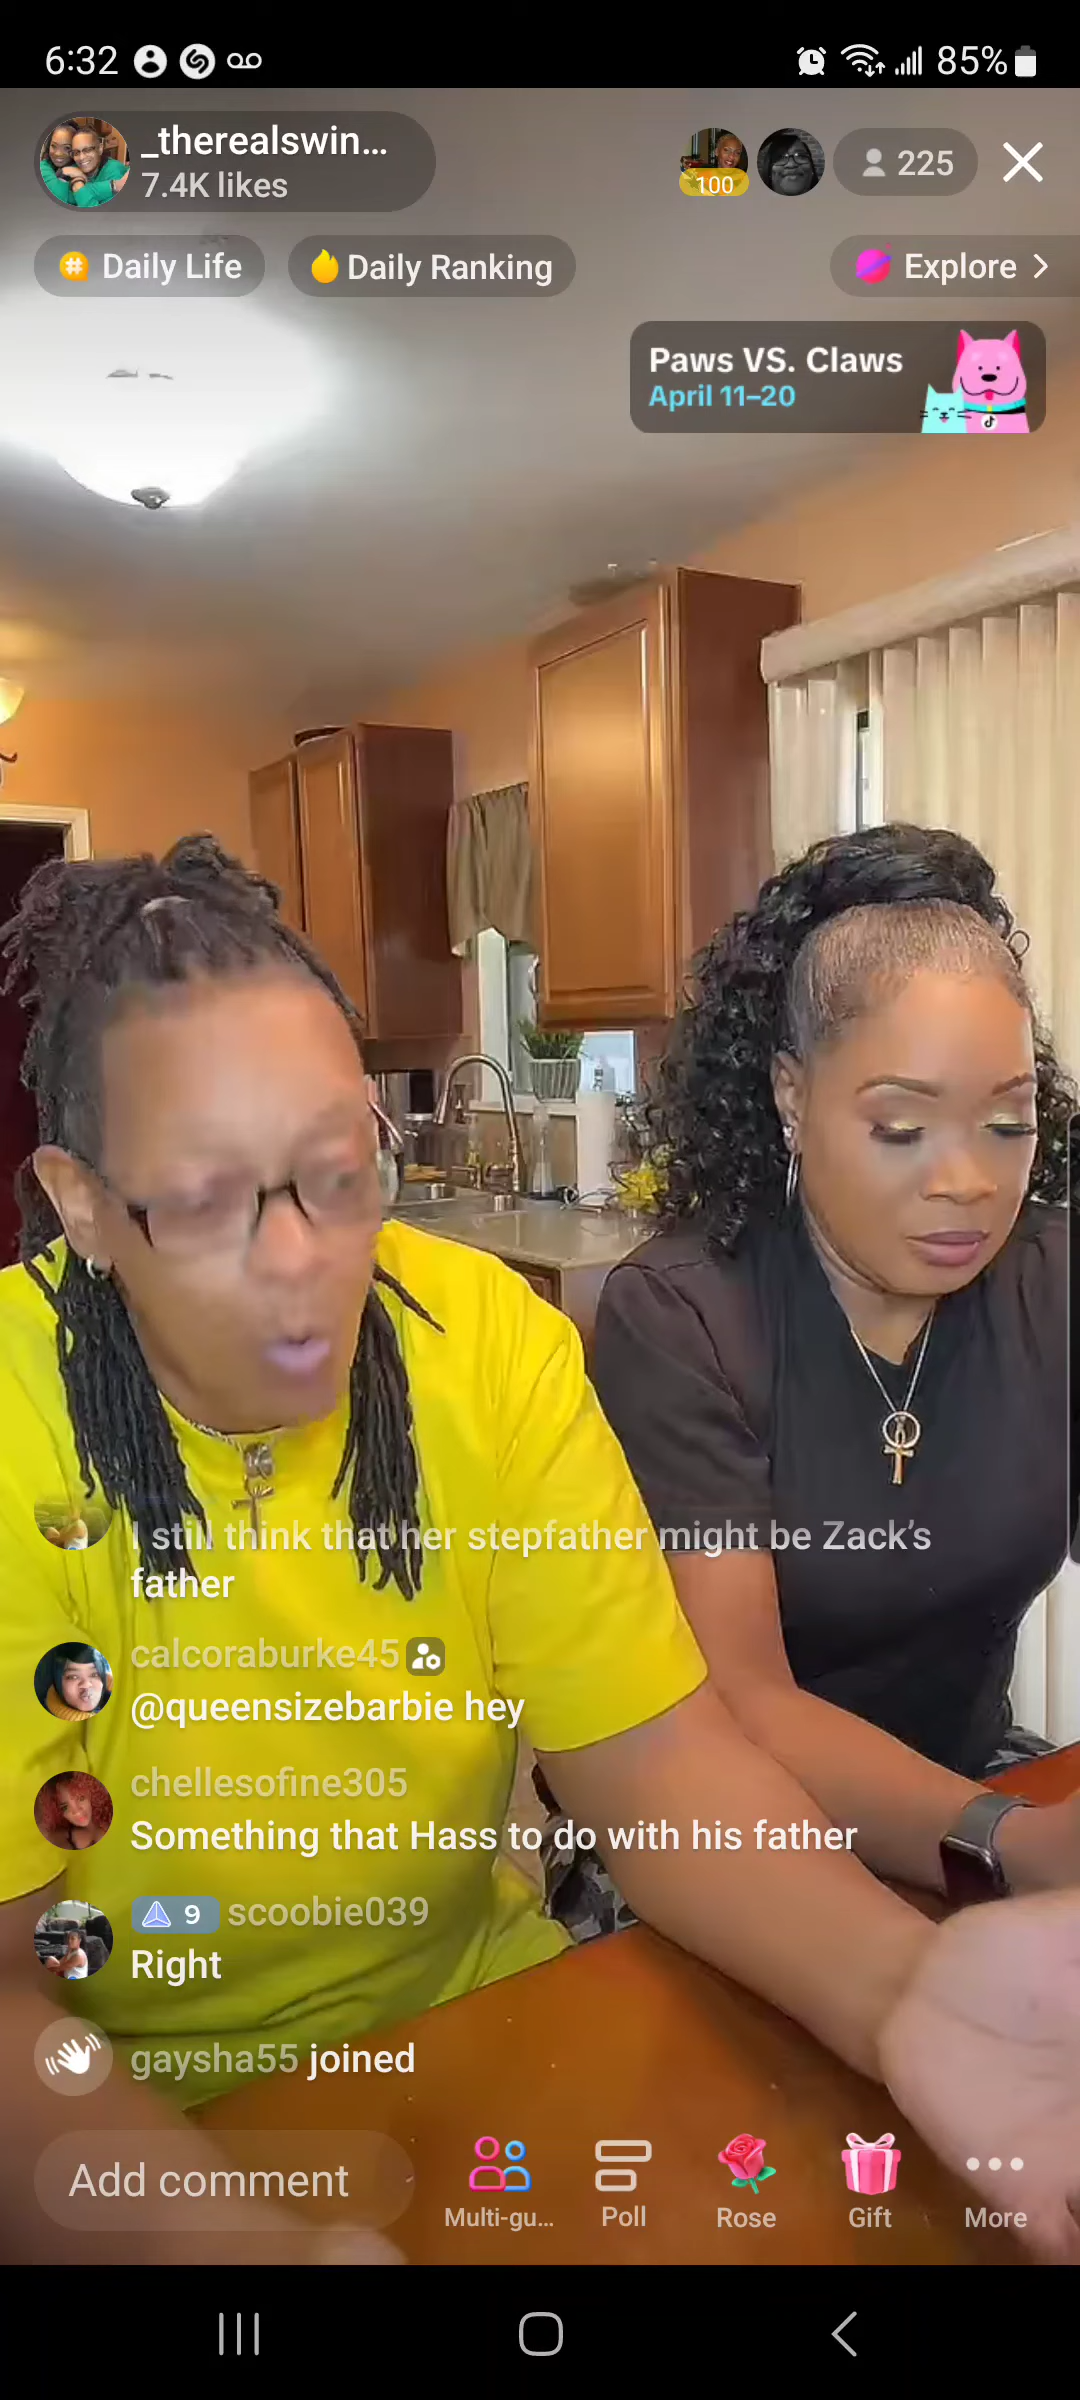 6:32
85%
_therealswin...
7.4K likes
100
225
Daily Life
Daily Ranking
Explore
Paws VS. Claws
April 11–20
I still think that her stepfather might be Zack's
father
calcoraburke45
@queensizebarbie hey
chellesofine305
Something that Hass to do with his father
9 scoobie039
Right
gaysha55 joined
Add comment
Multi-gu...
Poll
Rose
Gift
More